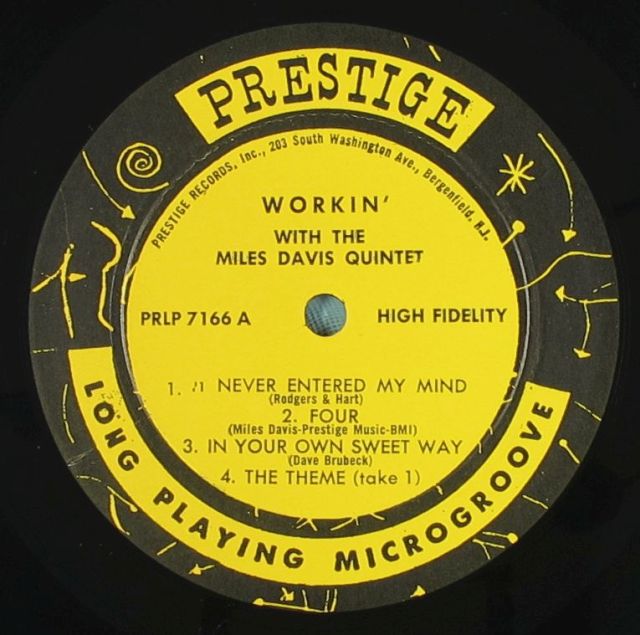 PRESTIGE
PRESTIGE RECORDS, Inc., 203 South Washington Ave., Bergenfield, N.J.
WORKIN'
WITH THE
MILES DAVIS QUINTET
PRLP 7166 A
HIGH FIDELITY
1. IT NEVER ENTERED MY MIND
(Rodgers & Hart)
2. FOUR
(Miles Davis-Prestige Music-BMI)
3. IN YOUR OWN SWEET WAY
(Dave Brubeck)
4. THE THEME (take 1)
LONG PLAYING MICROGROOVE